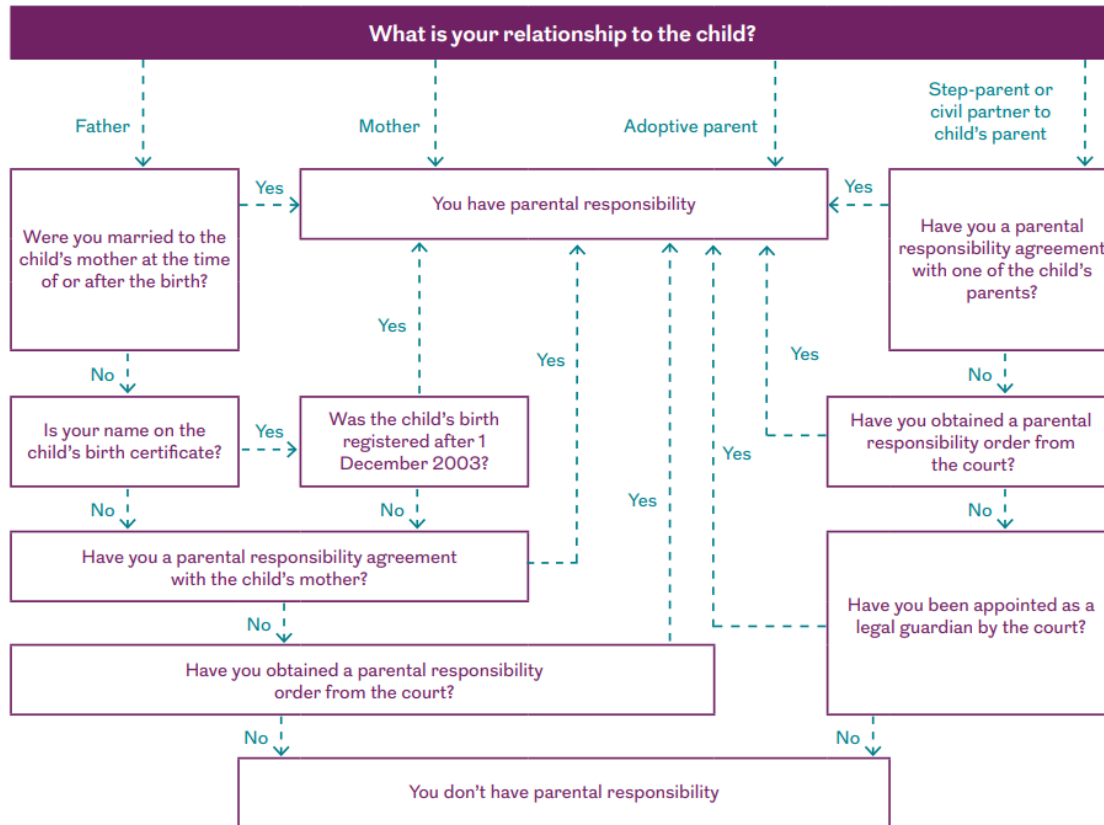 What is your relationship to the child?
Father
Mother
Adoptive parent
Step-parent or
civil partner to
child's parent
Were you married to the
child's mother at the time
of or after the birth?
Yes
You have parental responsibility
Yes
Have you a parental
responsibility agreement
with one of the child's
parents?
No
Yes
Yes
Yes
No
Is your name on the
child's birth certificate?
Yes
Was the child's birth
registered after 1
December 2003?
Yes
Have you obtained a parental
responsibility order from
the court?
No
No
Yes
No
Have you a parental responsibility agreement
with the child's mother?
Have you been appointed as a
legal guardian by the court?
No
Have you obtained a parental responsibility
order from the court?
No
No
You don't have parental responsibility